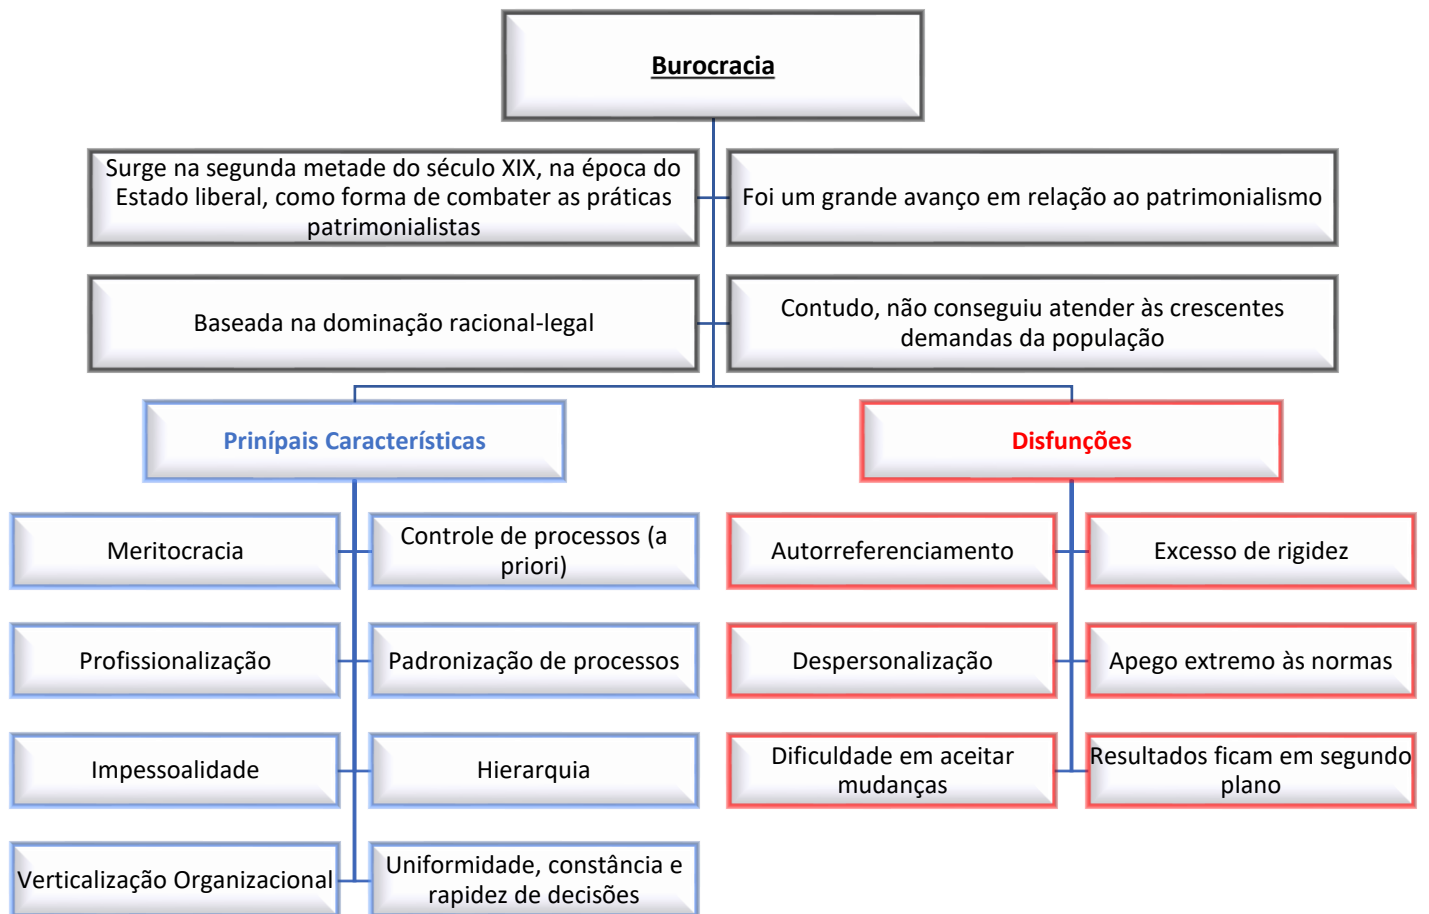 Burocracia
Surge na segunda metade do século XIX, na época do
Estado liberal, como forma de combater as práticas
patrimonialistas
Foi um grande avanço em relação ao patrimonialismo
Baseada na dominação racional-legal
Contudo, não conseguiu atender às crescentes
demandas da população
Prinípais Características
Disfunções
Meritocracia
Controle de processos (a
priori)
Autorreferenciamento
Excesso de rigidez
Profissionalização
Padronização de processos
Despersonalização
Apego extremo às normas
Impessoalidade
Hierarquia
Dificuldade em aceitar
mudanças
Resultados ficam em segundo
plano
Verticalização Organizacional
Uniformidade, constância e
rapidez de decisões